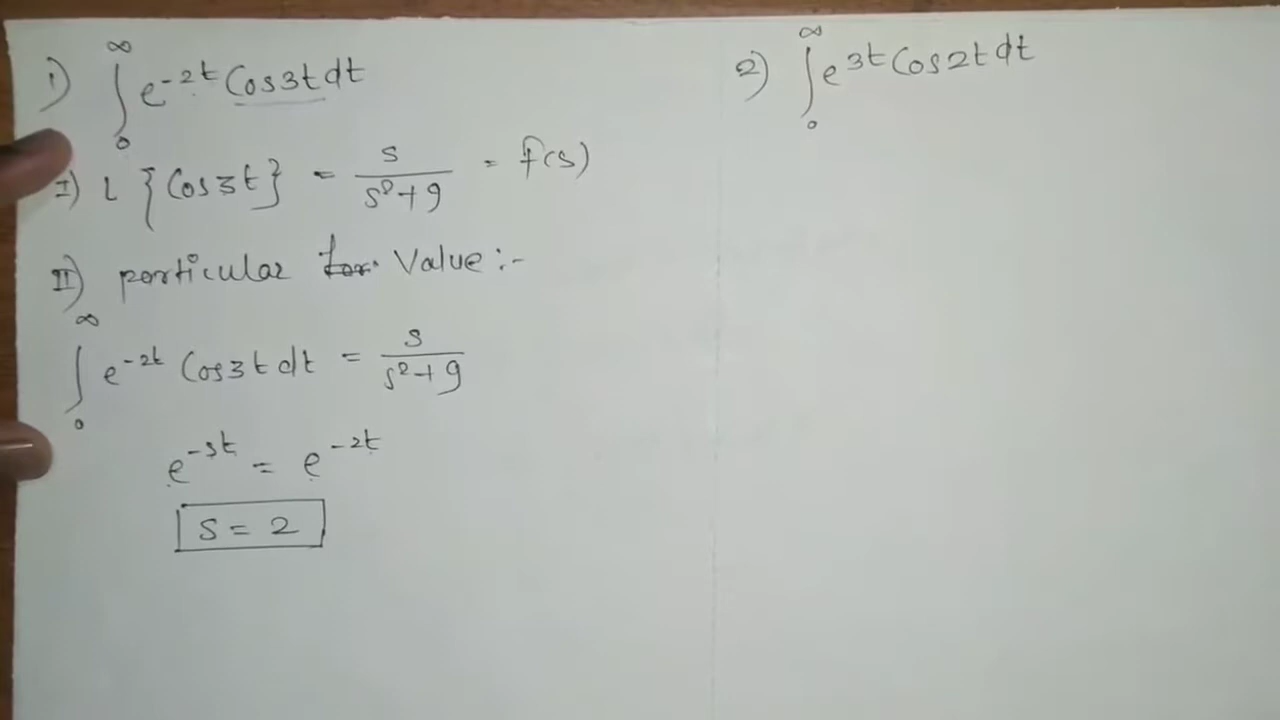 1) ∫₀^∞ e^{-2t} Cos3t dt
I) L {Cos3t} = s/(s²+9) = f(s)
II) particular for Value :-
∫₀^∞ e^{-2t} Cos3t dt = s/(s²+9)
e^{-st} = e^{-2t}
S = 2
2) ∫₀^∞ e^{3t} Cos2t dt